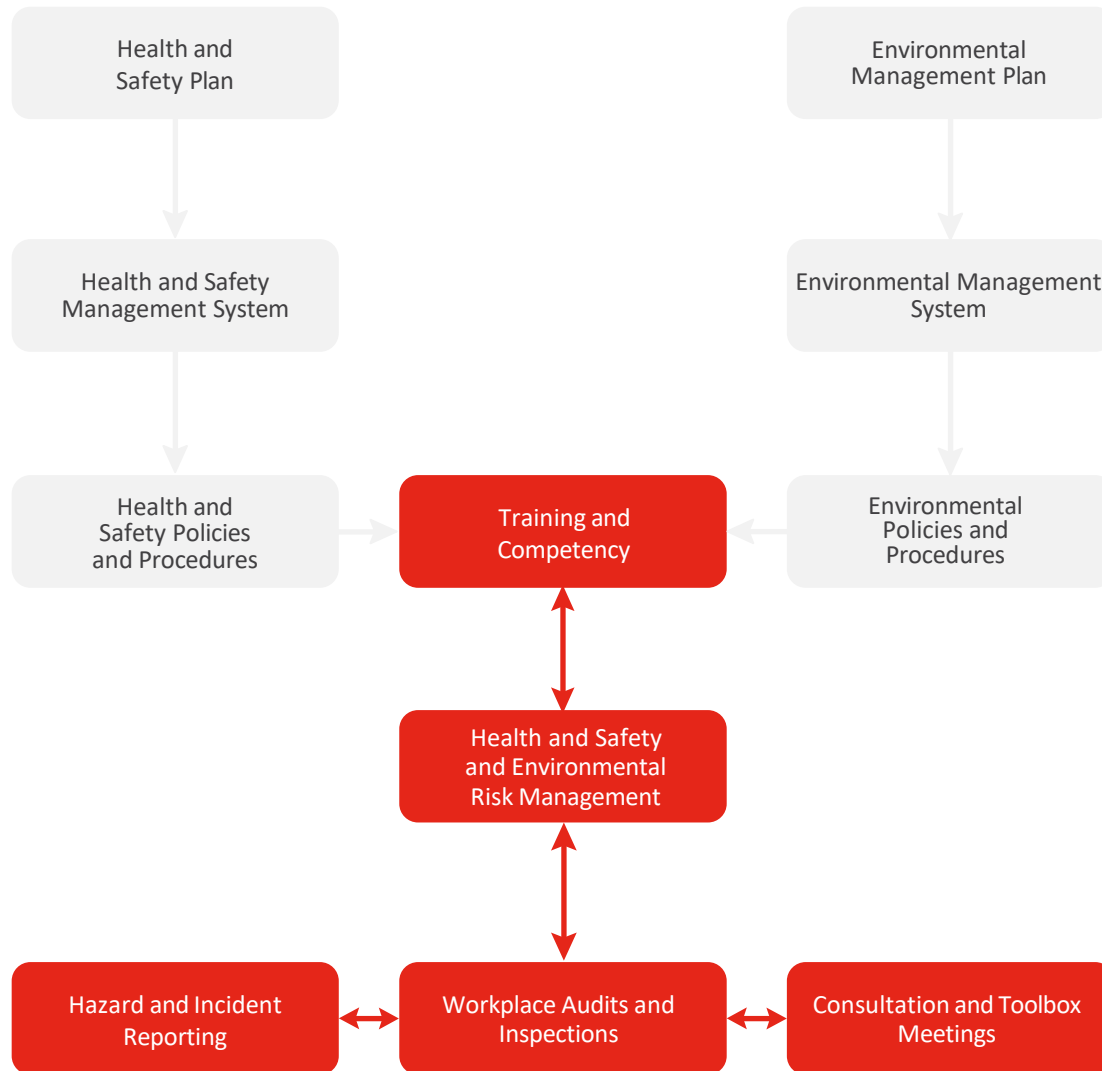 Health and
Safety Plan
Environmental
Management Plan
Health and Safety
Management System
Environmental Management
System
Health and
Safety Policies
and Procedures
Training and
Competency
Environmental
Policies and
Procedures
Health and Safety
and Environmental
Risk Management
Hazard and Incident
Reporting
Workplace Audits and
Inspections
Consultation and Toolbox
Meetings